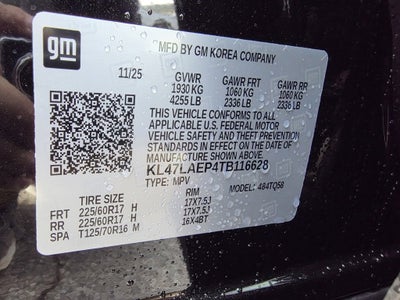 gm
MFD BY GM KOREA COMPANY
11/25 GVWR GAWR FRT GAWR RR
1930 KG 1060 KG 1060 KG
4255 LB 2336 LB 2336 LB
THIS VEHICLE CONFORMS TO ALL
APPLICABLE U.S. FEDERAL MOTOR
VEHICLE SAFETY AND THEFT PREVENTION
STANDARDS IN EFFECT ON THE DATE OF
MANUFACTURE SHOWN ABOVE.
KL47LAEP4TB116628
TYPE: MPV MODEL: 4S4TQ58
TIRE SIZE RIM
FRT 225/60R17 H 17X7.5J
RR 225/60R17 H 17X7.5J
SPA T125/70R16 M 16X4BT